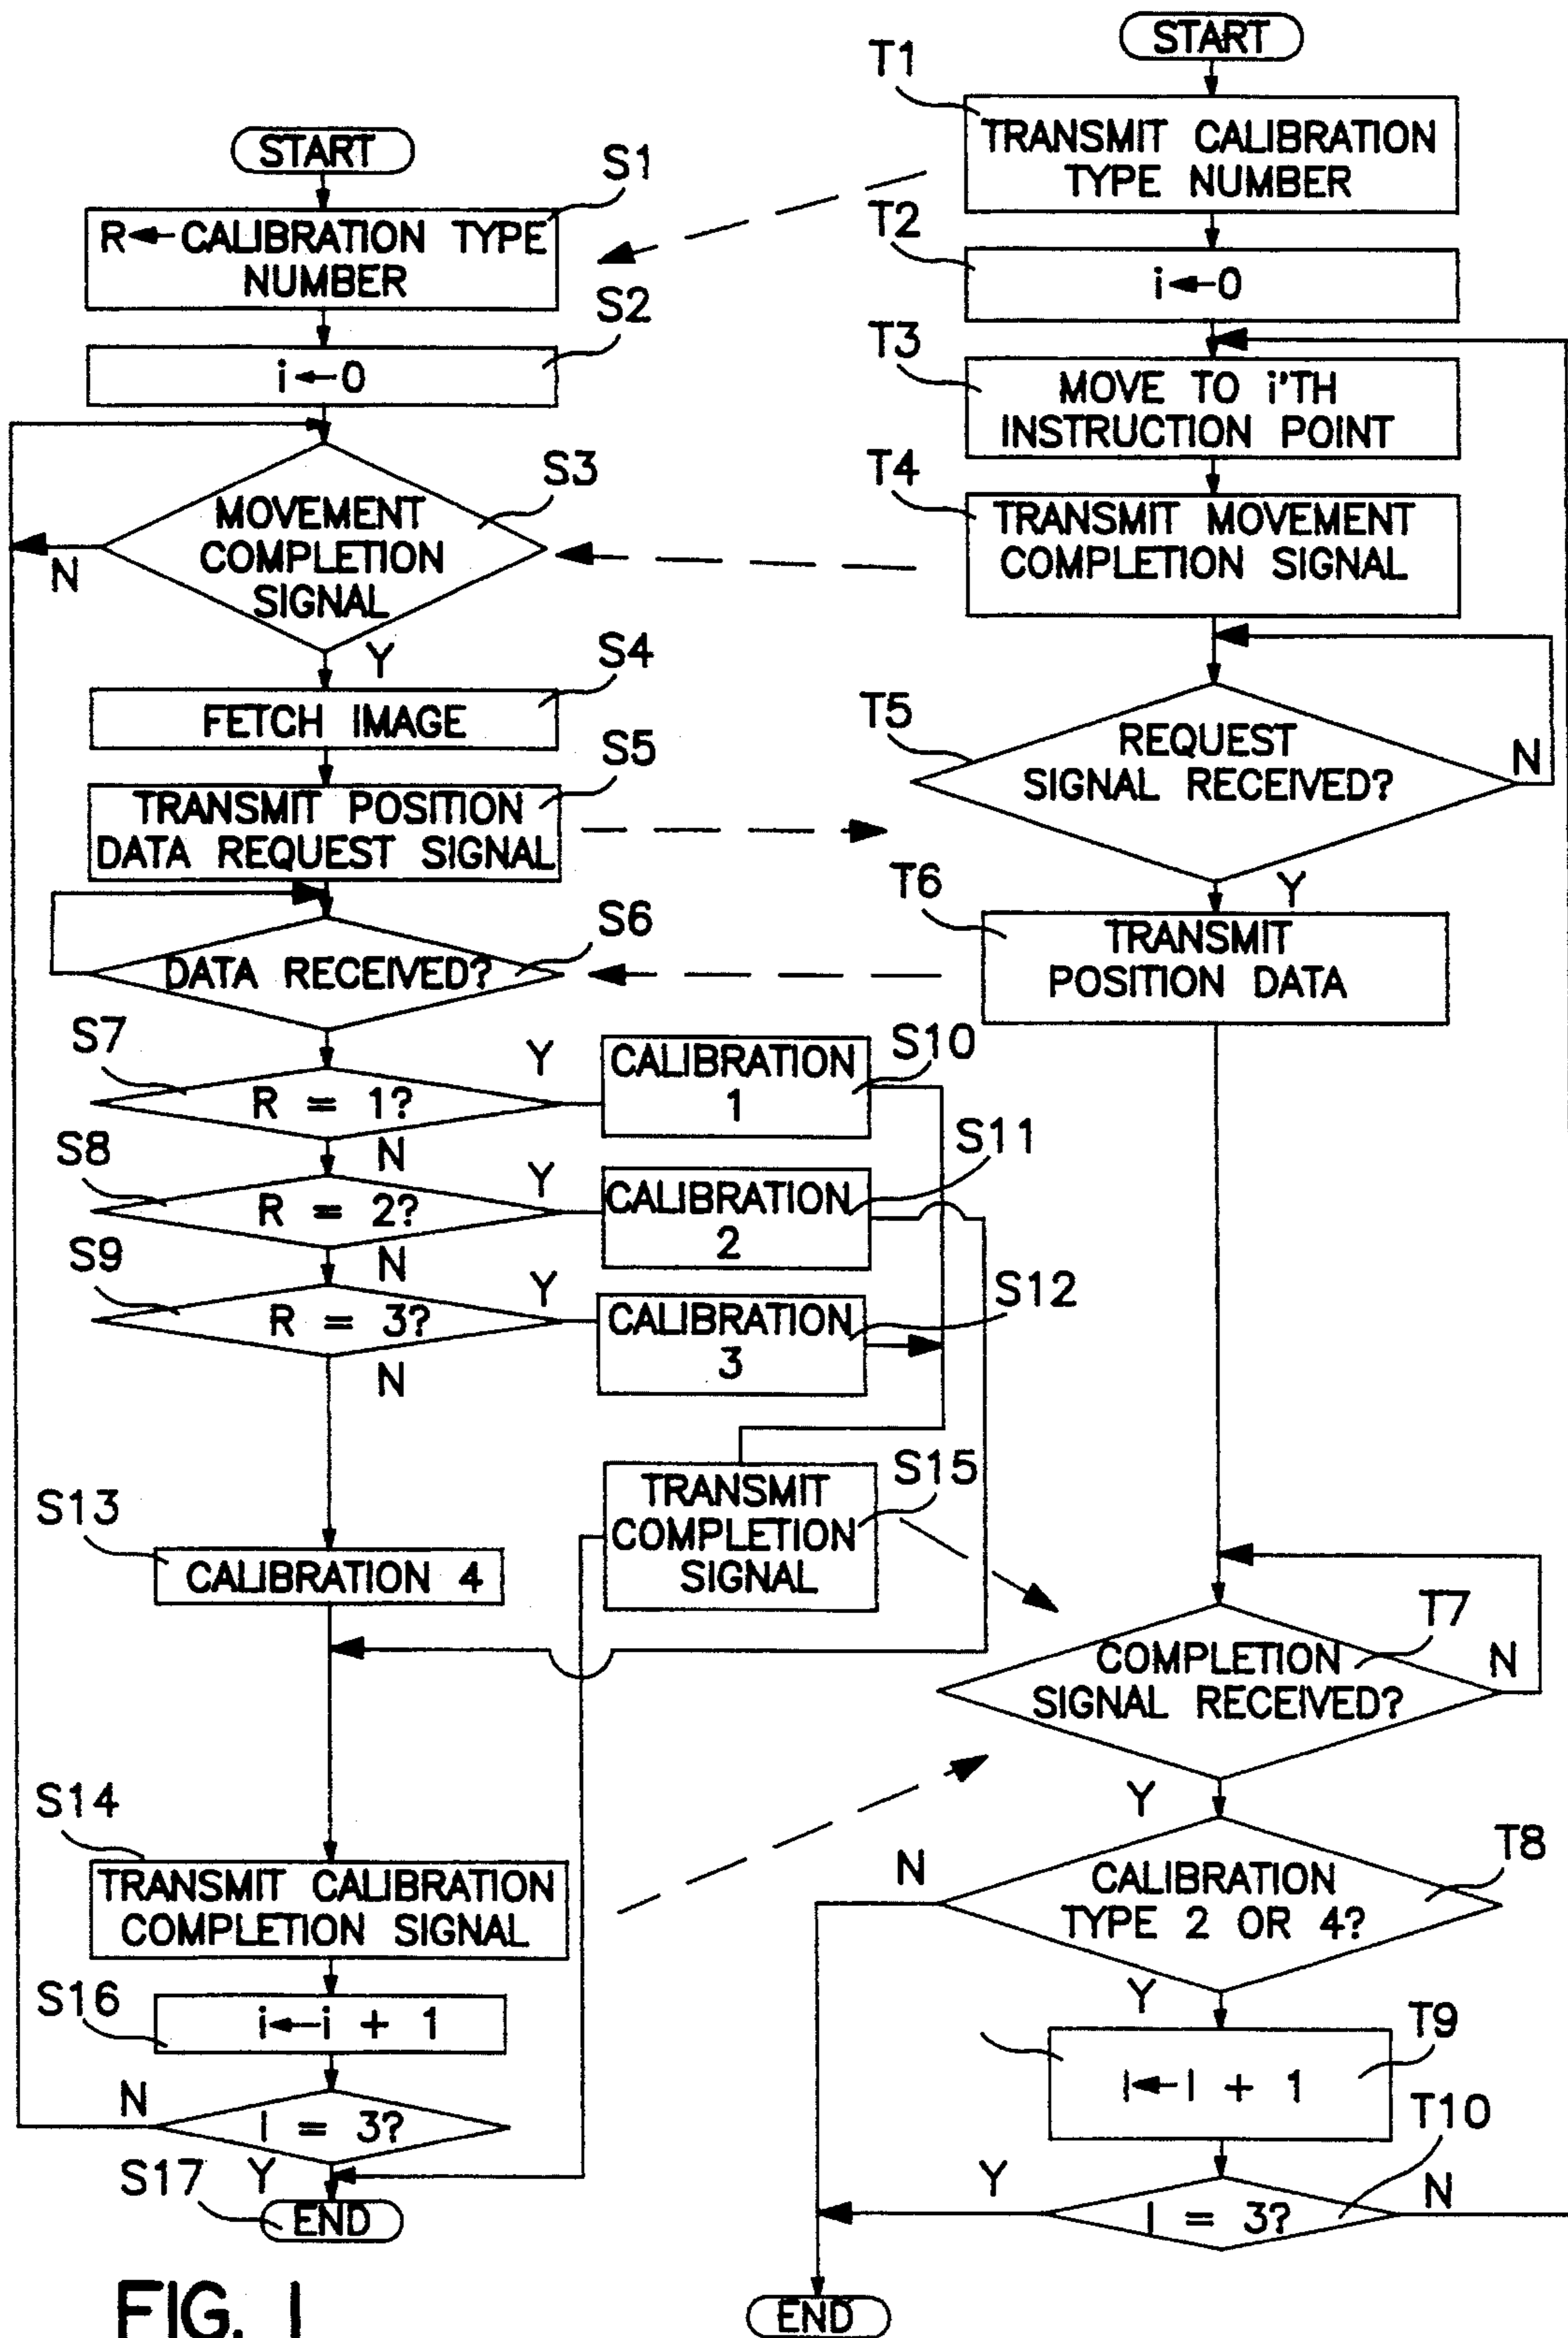 START
S1
R←CALIBRATION TYPE
NUMBER
S2
i←0
S3
MOVEMENT
COMPLETION
SIGNAL
N
Y
S4
FETCH IMAGE
S5
TRANSMIT POSITION
DATA REQUEST SIGNAL
S6
DATA RECEIVED?
S7
R = 1?
Y
N
CALIBRATION
1
S10
S8
R = 2?
Y
N
CALIBRATION
2
S11
S9
R = 3?
Y
N
CALIBRATION
3
S12
TRANSMIT
COMPLETION
SIGNAL
S15
S13
CALIBRATION 4
S14
TRANSMIT CALIBRATION
COMPLETION SIGNAL
S16
i←i + 1
N
I = 3?
Y
S17
END
START
T1
TRANSMIT CALIBRATION
TYPE NUMBER
T2
i←0
T3
MOVE TO i'TH
INSTRUCTION POINT
T4
TRANSMIT MOVEMENT
COMPLETION SIGNAL
T5
REQUEST
SIGNAL RECEIVED?
N
Y
T6
TRANSMIT
POSITION DATA
T7
COMPLETION
SIGNAL RECEIVED?
N
Y
T8
CALIBRATION
TYPE 2 OR 4?
N
Y
T9
I←I + 1
T10
Y
I = 3?
N
END
FIG. 1